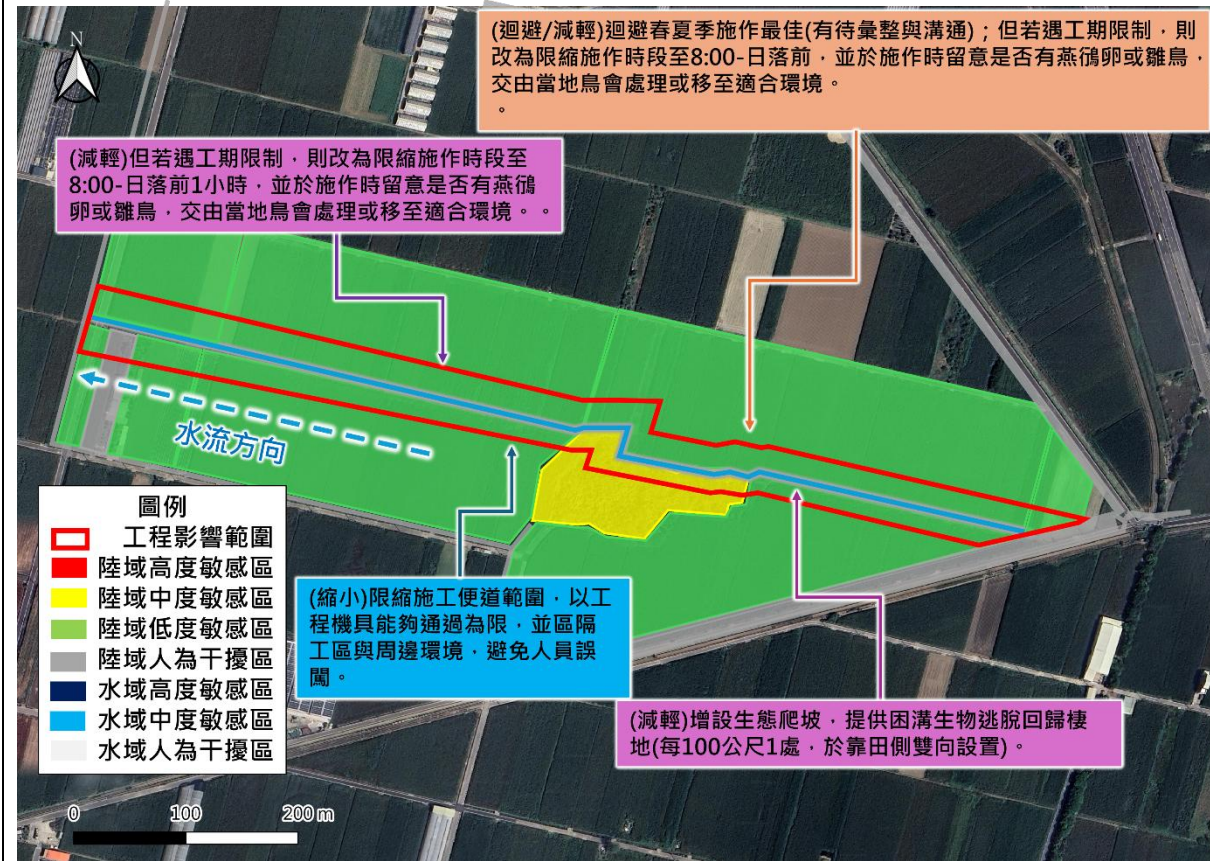 (迴避/減輕)迴避春夏季施作最佳(有待彙整與溝通)；但若遇工期限制，則
改為限縮施作時段至8:00-日落前，並於施作時留意是否有燕鴴卵或雛鳥，
交由當地鳥會處理或移至適合環境。
。
N
(減輕)但若遇工期限制，則改為限縮施作時段至
8:00-日落前1小時，並於施作時留意是否有燕鴴
卵或雛鳥，交由當地鳥會處理或移至適合環境。。
水流方向
圖例
工程影響範圍
陸域高度敏感區
陸域中度敏感區
陸域低度敏感區
陸域人為干擾區
水域高度敏感區
水域中度敏感區
水域人為干擾區
(縮小)限縮施工便道範圍，以工
程機具能夠通過為限，並區隔
工區與周邊環境，避免人員誤
闖。
(減輕)增設生態爬坡，提供困溝生物逃脫回歸棲
地(每100公尺1處，於靠田側雙向設置)。
0 100 200 m